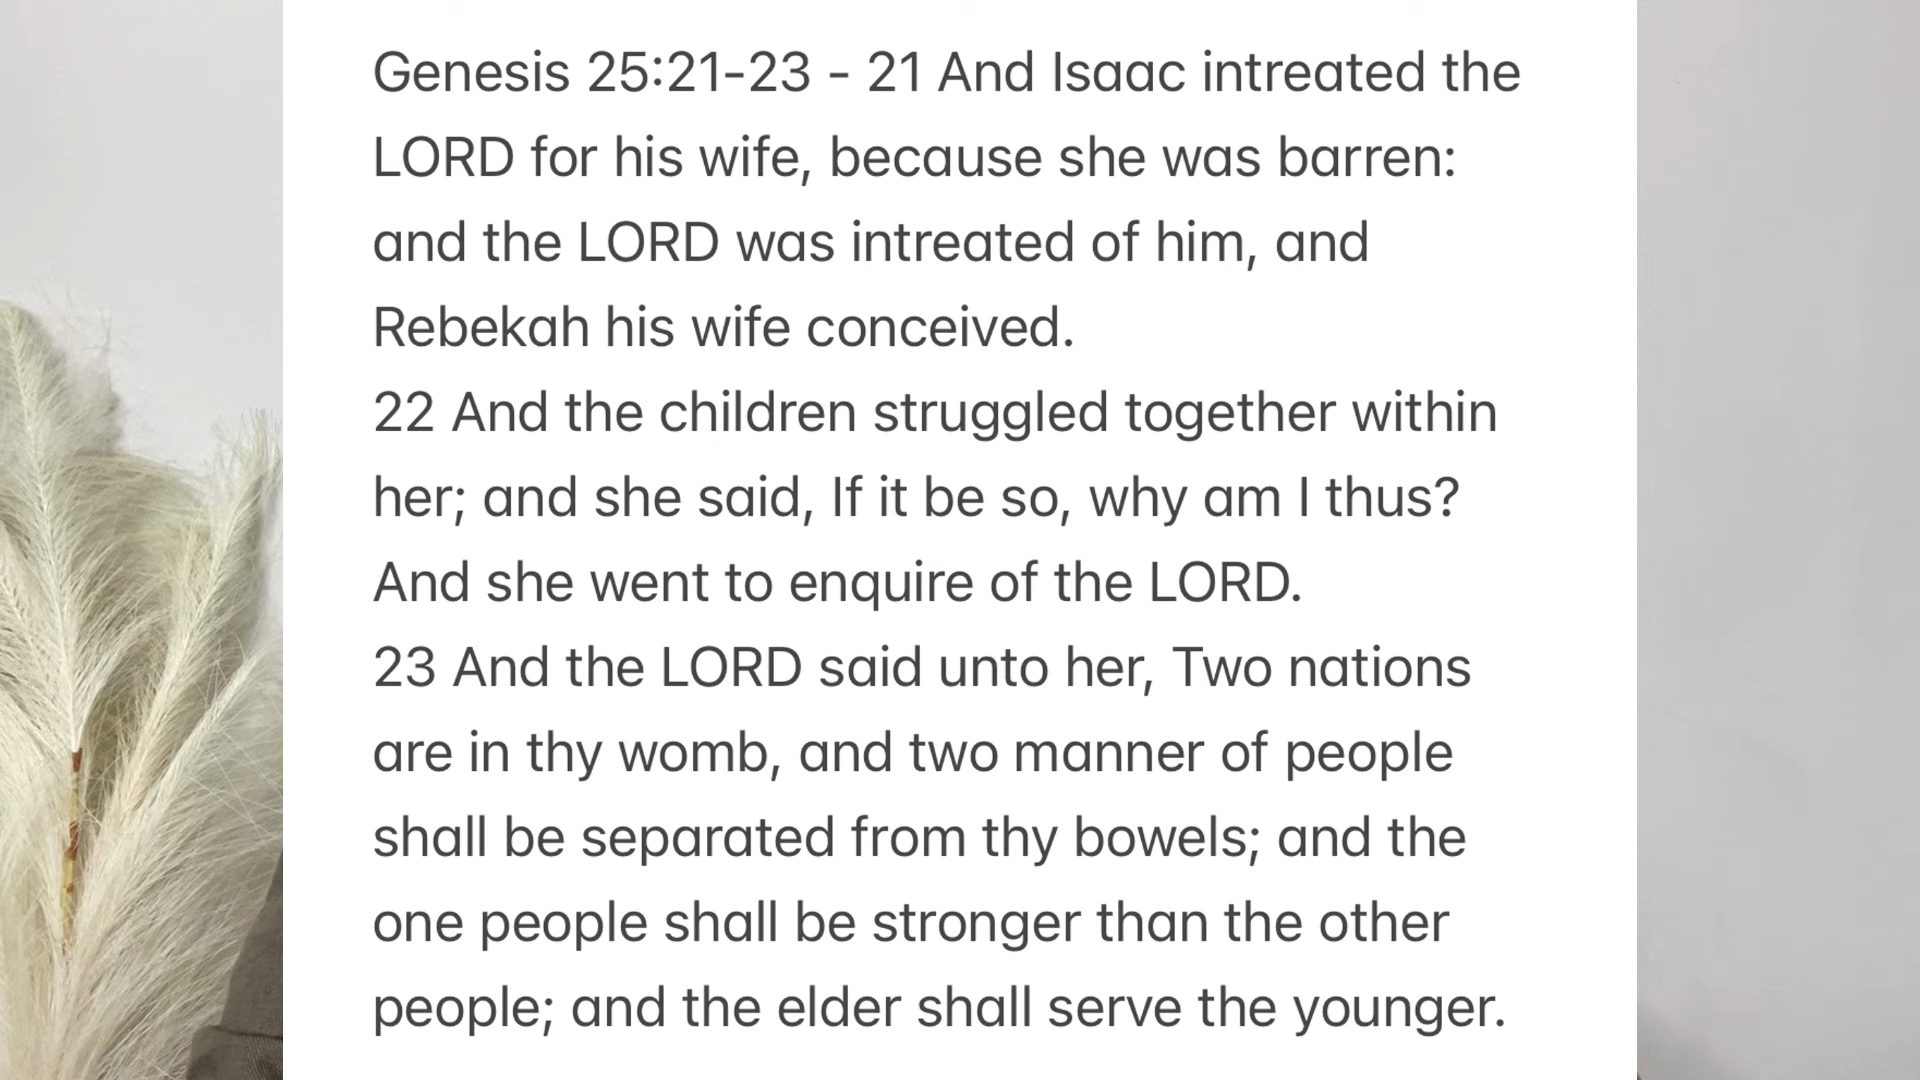 Genesis 25:21-23 - 21 And Isaac intreated the
LORD for his wife, because she was barren:
and the LORD was intreated of him, and
Rebekah his wife conceived.
22 And the children struggled together within
her; and she said, If it be so, why am I thus?
And she went to enquire of the LORD.
23 And the LORD said unto her, Two nations
are in thy womb, and two manner of people
shall be separated from thy bowels; and the
one people shall be stronger than the other
people; and the elder shall serve the younger.